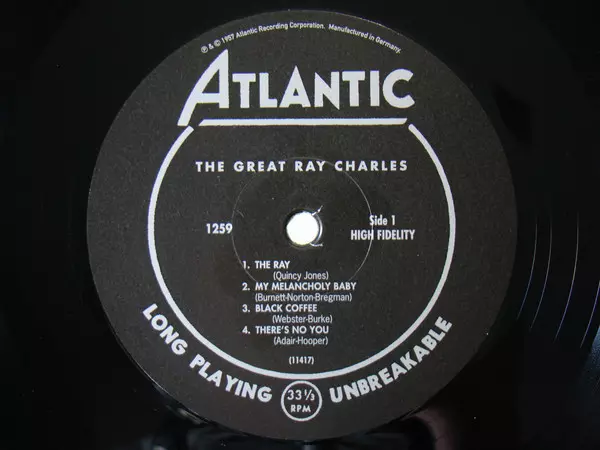 ℗ & © 1957 Atlantic Recording Corporation. Manufactured in Germany.
ATLANTIC
THE GREAT RAY CHARLES
1259
Side 1
HIGH FIDELITY
1. THE RAY
(Quincy Jones)
2. MY MELANCHOLY BABY
(Burnett-Norton-Bregman)
3. BLACK COFFEE
(Webster-Burke)
4. THERE'S NO YOU
(Adair-Hooper)
(11417)
LONG PLAYING
33 1/3
RPM
UNBREAKABLE